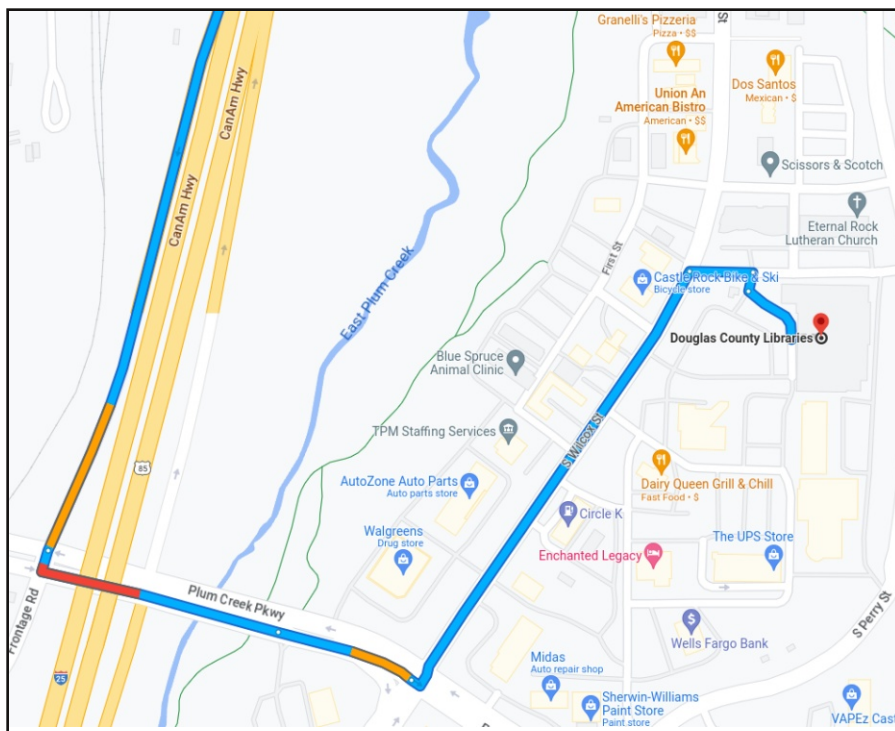 Granelli's Pizzeria
Pizza • $$
St
Dos Santos
Mexican • $
Union An
American Bistro
American • $$
CanAm Hwy
CanAm Hwy
Scissors & Scotch
Eternal Rock
Lutheran Church
First St
East Plum Creek
Castle Rock Bike & Ski
Bicycle store
Douglas County Libraries
Blue Spruce
Animal Clinic
S Wilcox St
TPM Staffing Services
85
AutoZone Auto Parts
Auto parts store
Dairy Queen Grill & Chill
Fast Food • $
Circle K
Walgreens
Drug store
The UPS Store
Enchanted Legacy
Plum Creek Pkwy
Frontage Rd
S Perry St
Wells Fargo Bank
25
Midas
Auto repair shop
Sherwin-Williams
Paint Store
Paint store
VAPEz Cast